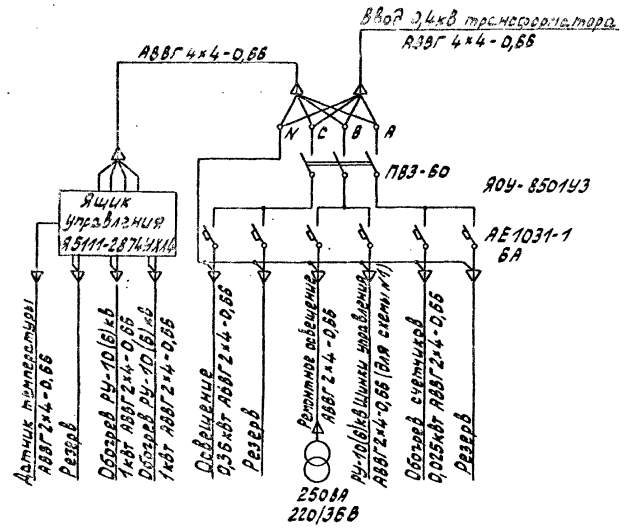 Ввод 0,4кв трансформатора
АВВГ 4×4-0,66
АВВГ 4×4-0,66
N C B A
ПВ3-60
ЯОУ-8501У3
Ящик
управления
Я5111-2874УХЛ4
АЕ1031-1
6А
Датчик температуры
АВВГ 2×4-0,66
Резерв
Обогрев РУ-10(6)кв
1квт АВВГ 2×4-0,66
Обогрев РУ-10(6)кв
1квт АВВГ 2×4-0,66
Освещение
0,36квт АВВГ 2×4-0,66
Резерв
Ремонтное освещение
АВВГ 2×4-0,66
РУ-10(6)кв Шинки управления
АВВГ 2×4-0,66 (для схемы №1)
Обогрев счетчиков
0,025квт АВВГ 2×4-0,66
Резерв
250ВА
220/36В